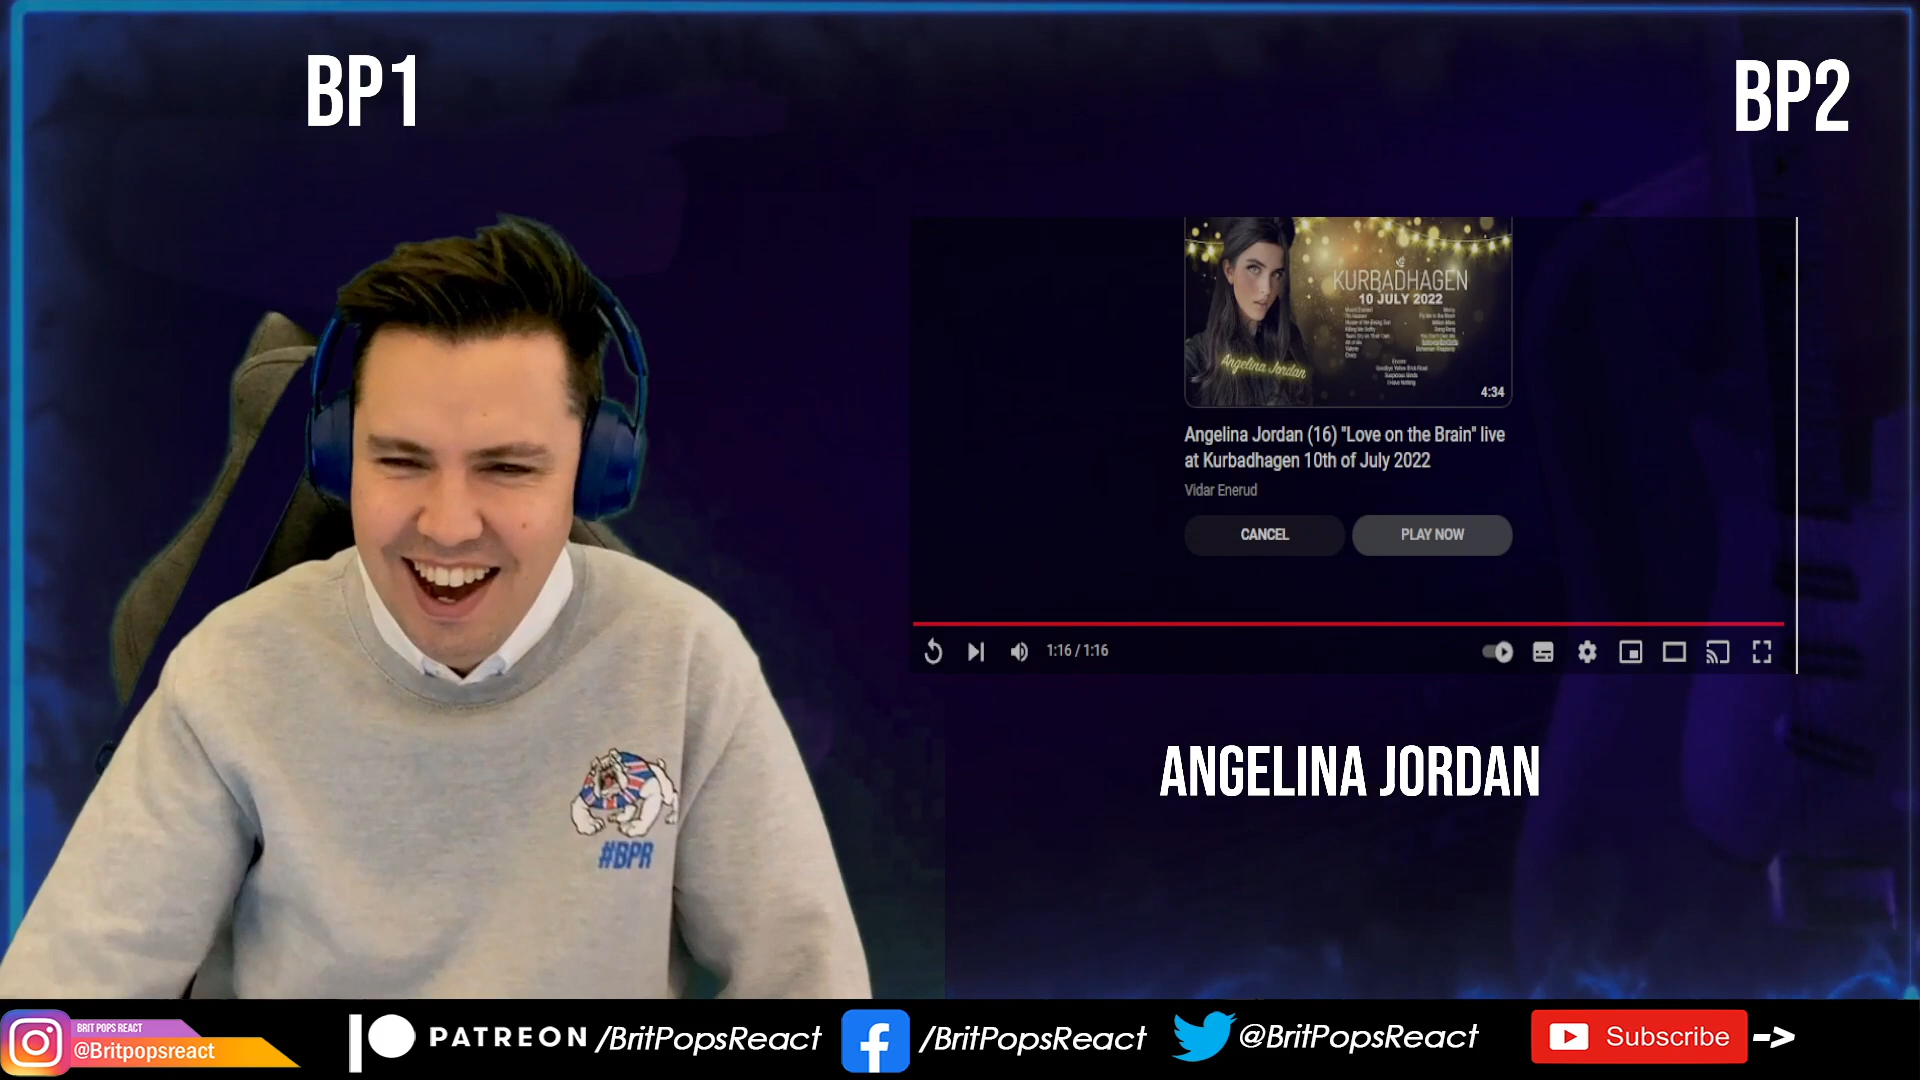 BP1
BP2
KURBADHAGEN
10 JULY 2022
Angelina Jordan
4:34
Angelina Jordan (16) "Love on the Brain" live
at Kurbadhagen 10th of July 2022
Vidar Enerud
CANCEL
PLAY NOW
1:16 / 1:16
ANGELINA JORDAN
#BPR
BRIT POPS REACT
@Britpopsreact
PATREON /BritPopsReact
/BritPopsReact
@BritPopsReact
Subscribe